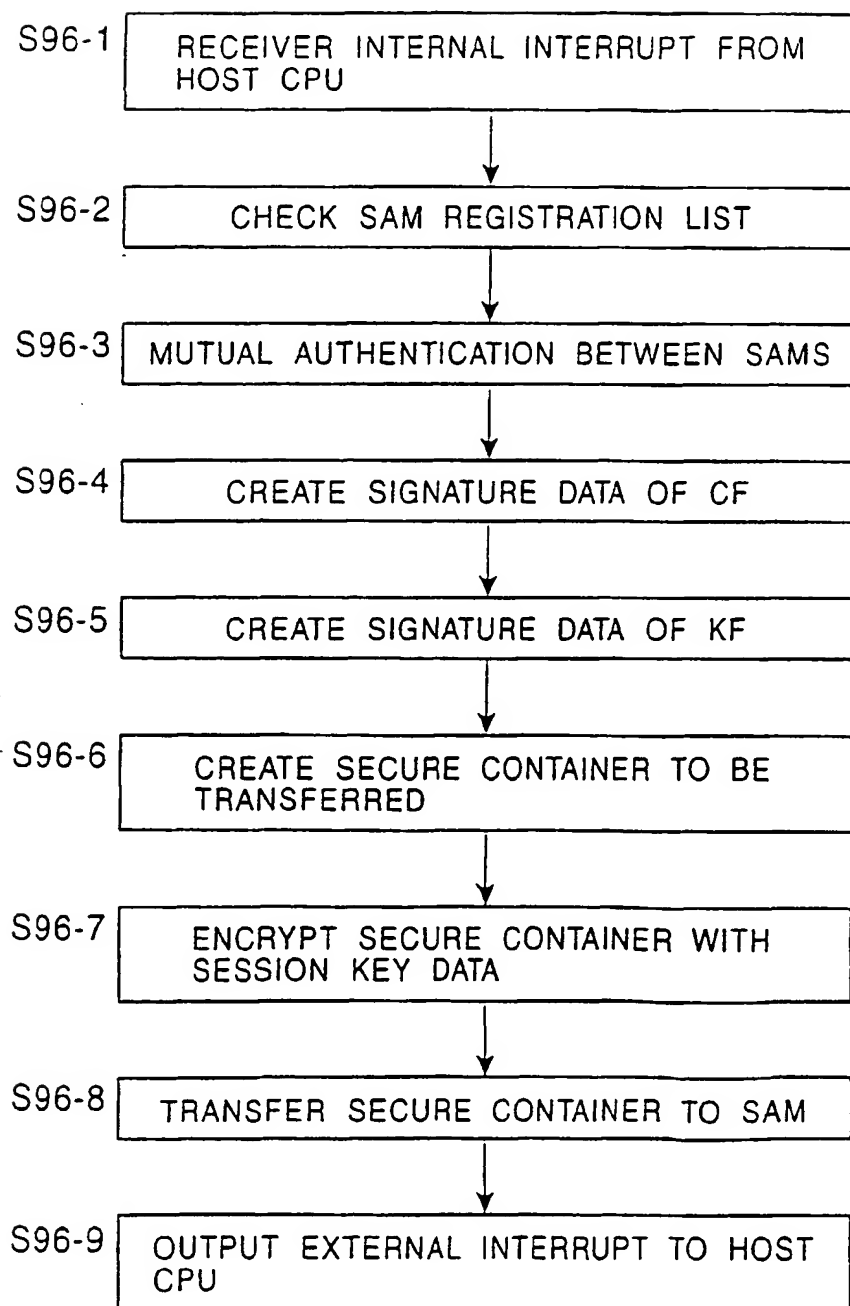 S96-1
RECEIVER INTERNAL INTERRUPT FROM
HOST CPU
S96-2
CHECK SAM REGISTRATION LIST
S96-3
MUTUAL AUTHENTICATION BETWEEN SAMS
S96-4
CREATE SIGNATURE DATA OF CF
S96-5
CREATE SIGNATURE DATA OF KF
S96-6
CREATE SECURE CONTAINER TO BE
TRANSFERRED
S96-7
ENCRYPT SECURE CONTAINER WITH
SESSION KEY DATA
S96-8
TRANSFER SECURE CONTAINER TO SAM
S96-9
OUTPUT EXTERNAL INTERRUPT TO HOST
CPU